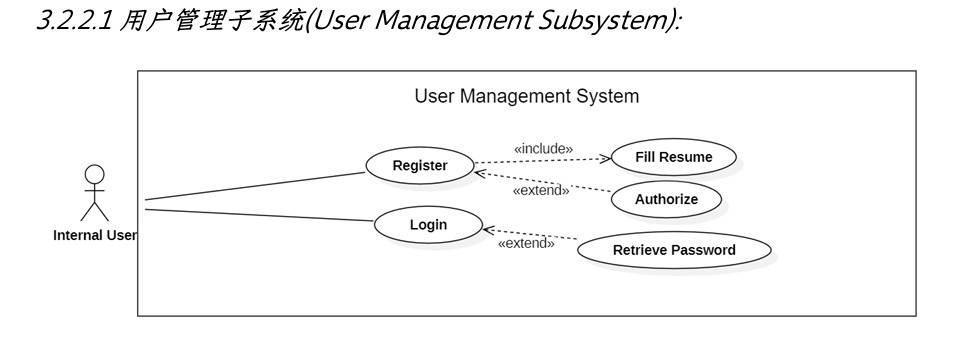 3.2.2.1 用户管理子系统(User Management Subsystem):
User Management System
«include»
Fill Resume
Register
«extend»
Authorize
Login
Internal User
«extend»
Retrieve Password